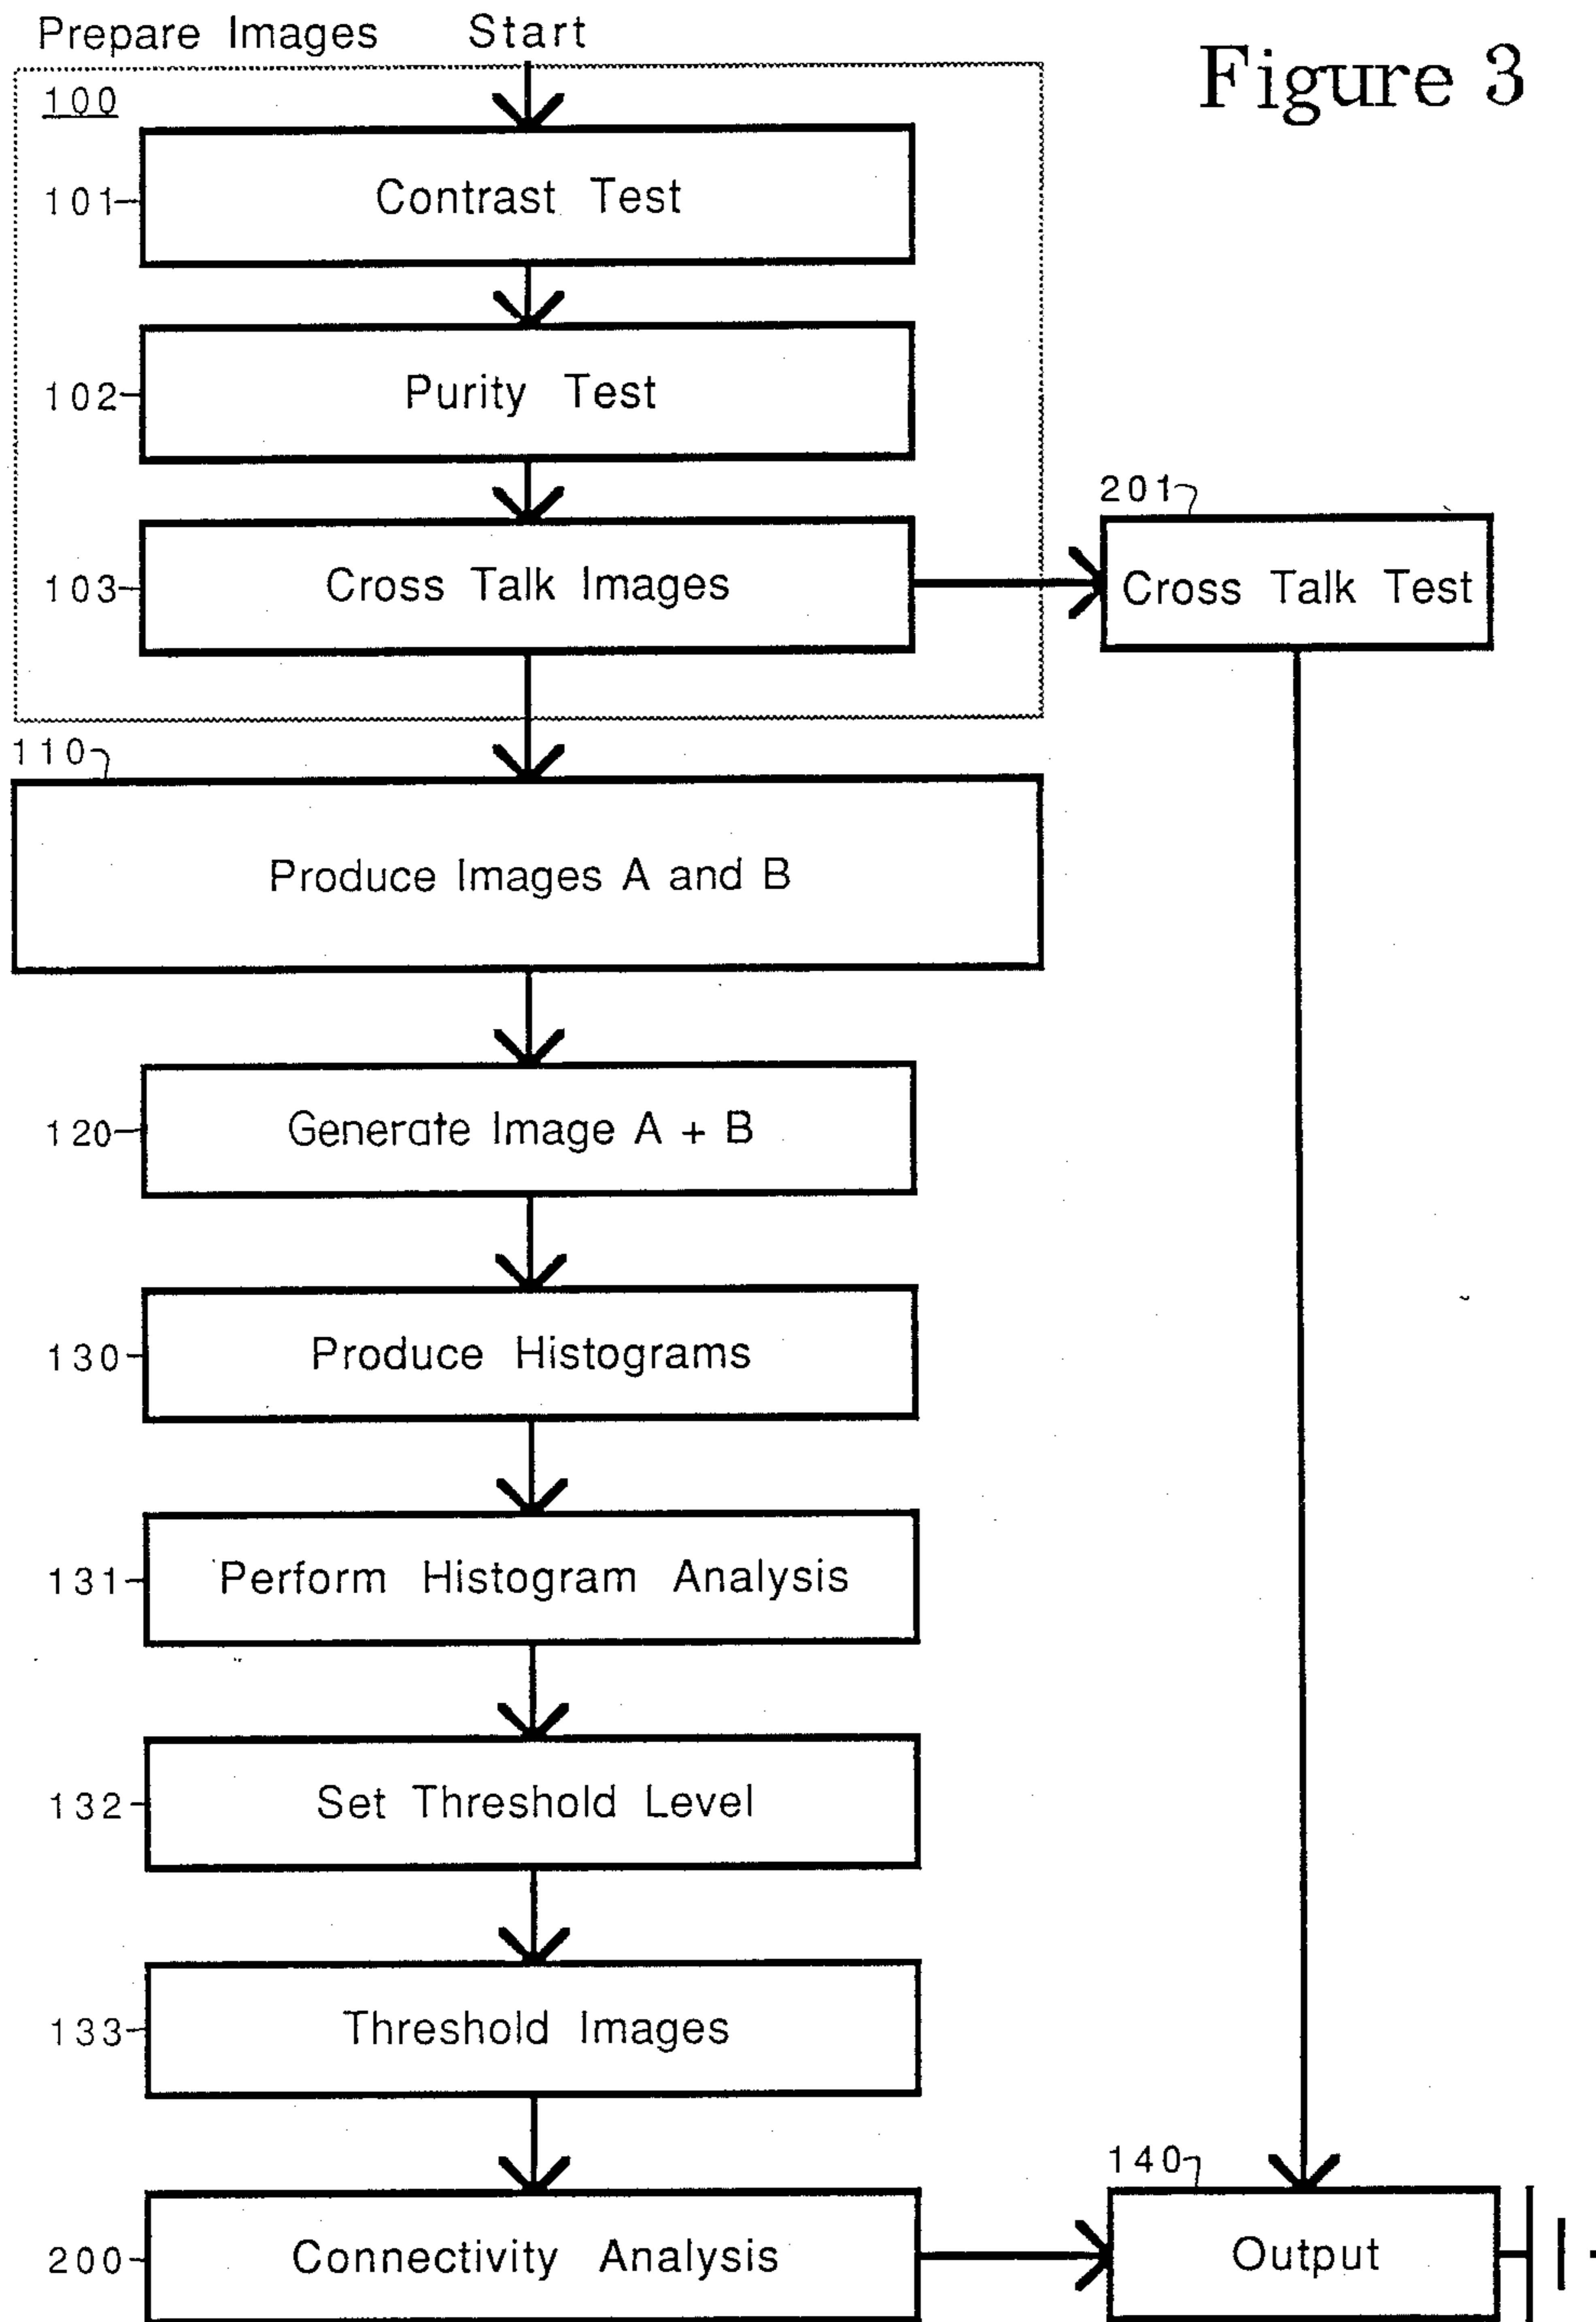 Prepare Images Start
Figure 3
100
101 Contrast Test
102 Purity Test
201
103 Cross Talk Images
Cross Talk Test
110
Produce Images A and B
120 Generate Image A + B
130 Produce Histograms
131 Perform Histogram Analysis
132 Set Threshold Level
133 Threshold Images
140
200 Connectivity Analysis
Output